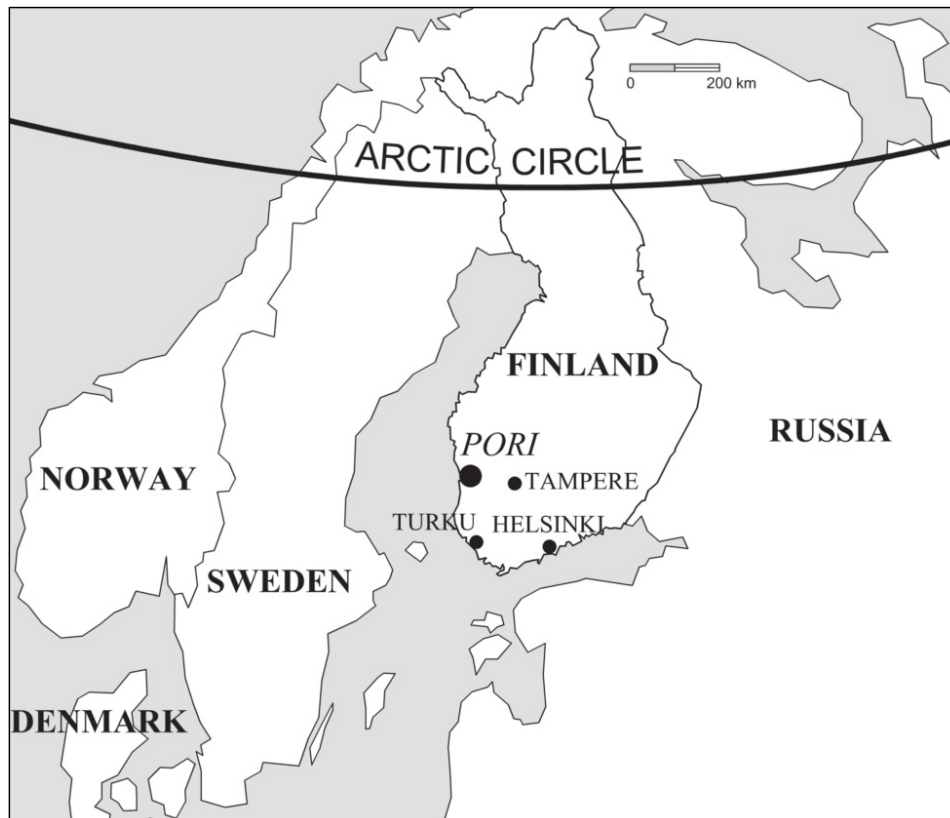 0 200 km
ARCTIC CIRCLE
FINLAND
RUSSIA
PORI
NORWAY
TAMPERE
TURKU HELSINKI
SWEDEN
DENMARK